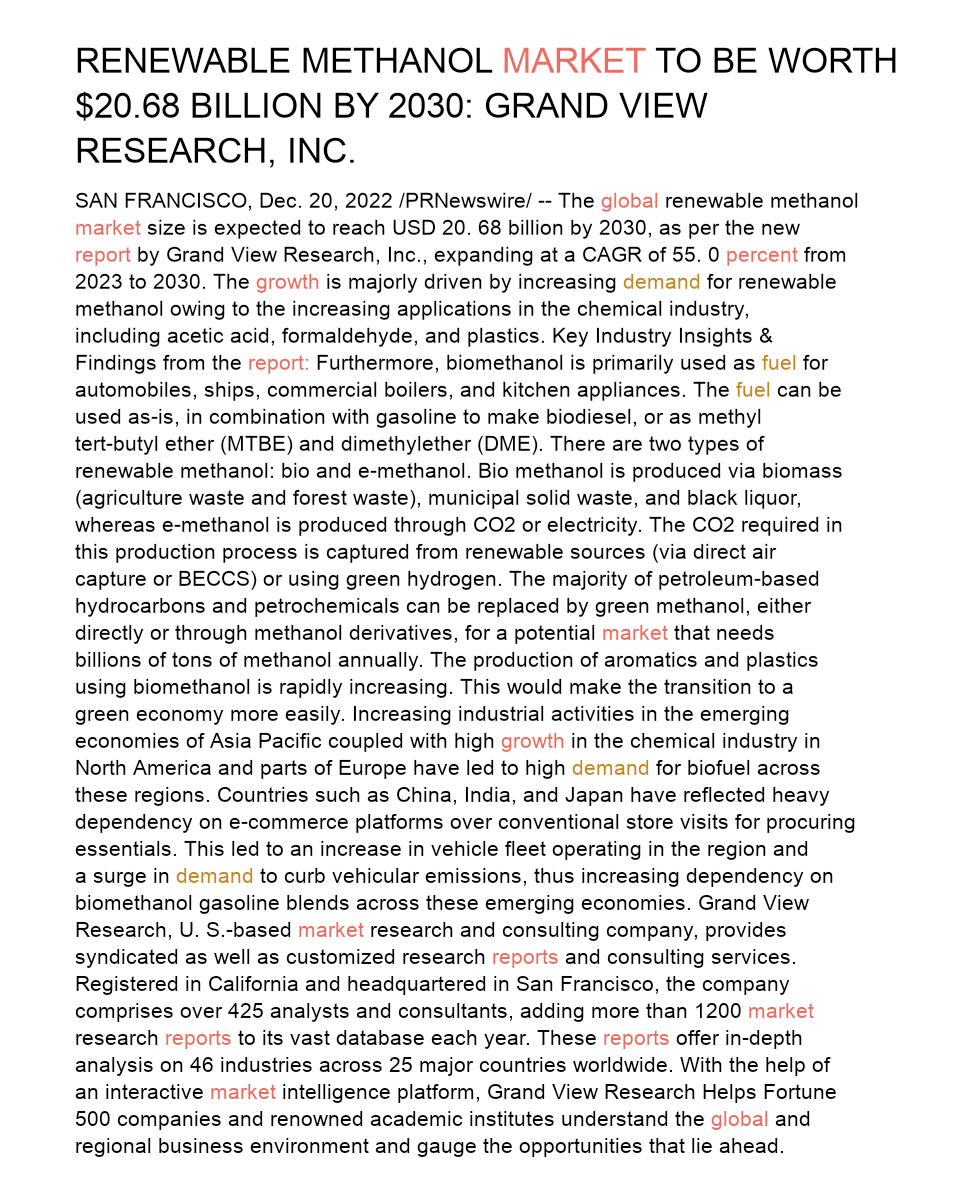 RENEWABLE METHANOL MARKET TO BE WORTH
$20.68 BILLION BY 2030: GRAND VIEW
RESEARCH, INC.
SAN FRANCISCO, Dec. 20, 2022 /PRNewswire/ -- The global renewable methanol
market size is expected to reach USD 20. 68 billion by 2030, as per the new
report by Grand View Research, Inc., expanding at a CAGR of 55. 0 percent from
2023 to 2030. The growth is majorly driven by increasing demand for renewable
methanol owing to the increasing applications in the chemical industry,
including acetic acid, formaldehyde, and plastics. Key Industry Insights &
Findings from the report: Furthermore, biomethanol is primarily used as fuel for
automobiles, ships, commercial boilers, and kitchen appliances. The fuel can be
used as-is, in combination with gasoline to make biodiesel, or as methyl
tert-butyl ether (MTBE) and dimethylether (DME). There are two types of
renewable methanol: bio and e-methanol. Bio methanol is produced via biomass
(agriculture waste and forest waste), municipal solid waste, and black liquor,
whereas e-methanol is produced through CO2 or electricity. The CO2 required in
this production process is captured from renewable sources (via direct air
capture or BECCS) or using green hydrogen. The majority of petroleum-based
hydrocarbons and petrochemicals can be replaced by green methanol, either
directly or through methanol derivatives, for a potential market that needs
billions of tons of methanol annually. The production of aromatics and plastics
using biomethanol is rapidly increasing. This would make the transition to a
green economy more easily. Increasing industrial activities in the emerging
economies of Asia Pacific coupled with high growth in the chemical industry in
North America and parts of Europe have led to high demand for biofuel across
these regions. Countries such as China, India, and Japan have reflected heavy
dependency on e-commerce platforms over conventional store visits for procuring
essentials. This led to an increase in vehicle fleet operating in the region and
a surge in demand to curb vehicular emissions, thus increasing dependency on
biomethanol gasoline blends across these emerging economies. Grand View
Research, U. S.-based market research and consulting company, provides
syndicated as well as customized research reports and consulting services.
Registered in California and headquartered in San Francisco, the company
comprises over 425 analysts and consultants, adding more than 1200 market
research reports to its vast database each year. These reports offer in-depth
analysis on 46 industries across 25 major countries worldwide. With the help of
an interactive market intelligence platform, Grand View Research Helps Fortune
500 companies and renowned academic institutes understand the global and
regional business environment and gauge the opportunities that lie ahead.